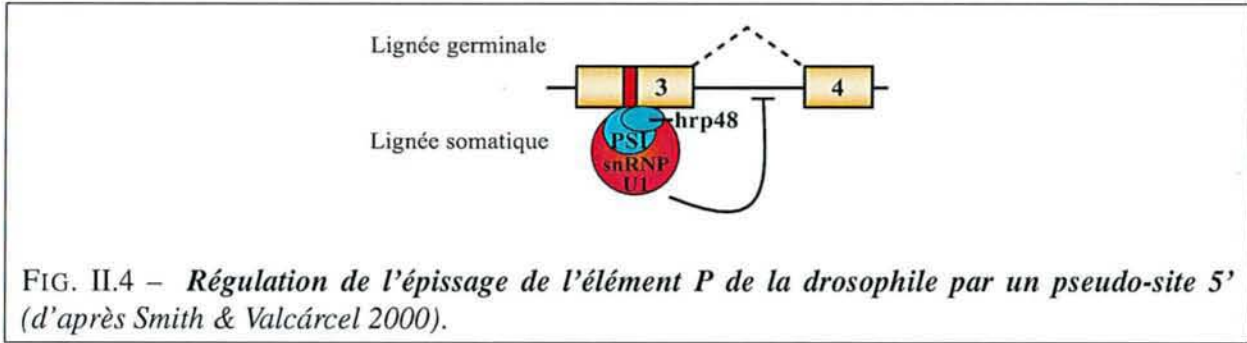 Lignée germinale
3
4
hrp48
Lignée somatique
PSI
snRNP
U1
FIG. II.4 – Régulation de l'épissage de l'élément P de la drosophile par un pseudo-site 5'
(d'après Smith & Valcárcel 2000).